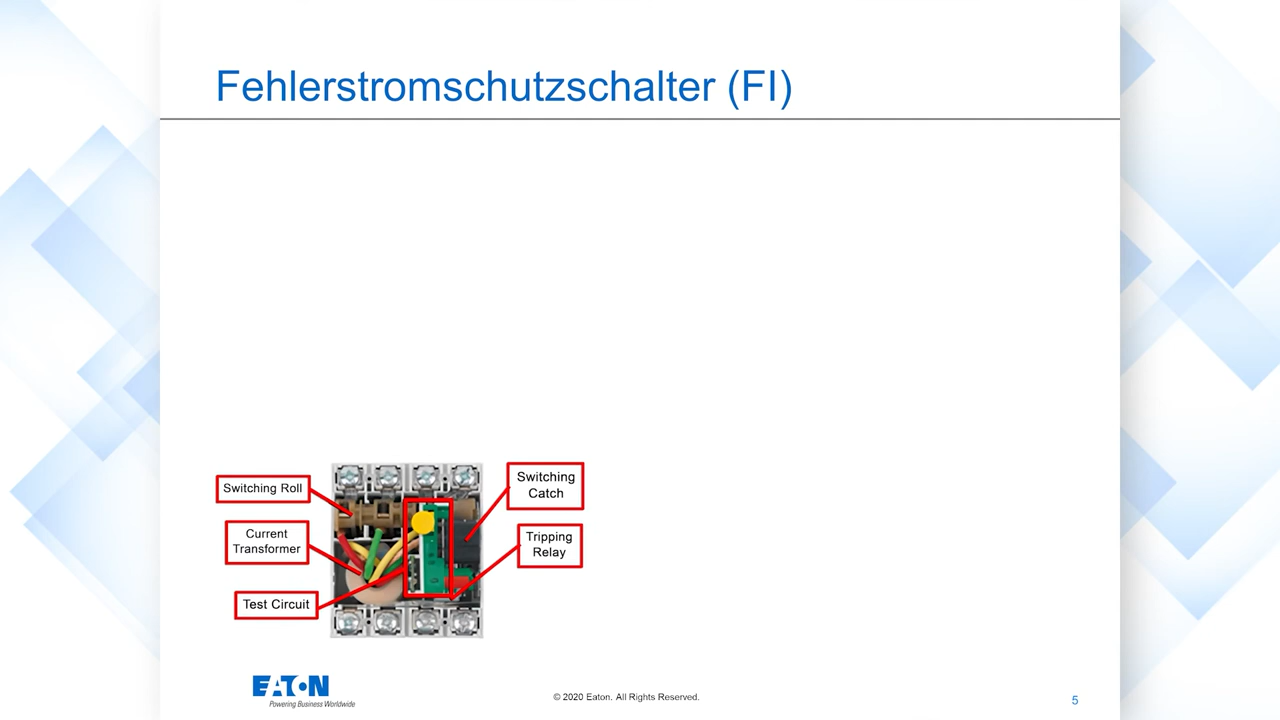 Fehlerstromschutzschalter (FI)
Switching Roll
Current
Transformer
Test Circuit
Switching
Catch
Tripping
Relay
EATON
Powering Business Worldwide
© 2020 Eaton. All Rights Reserved.
5